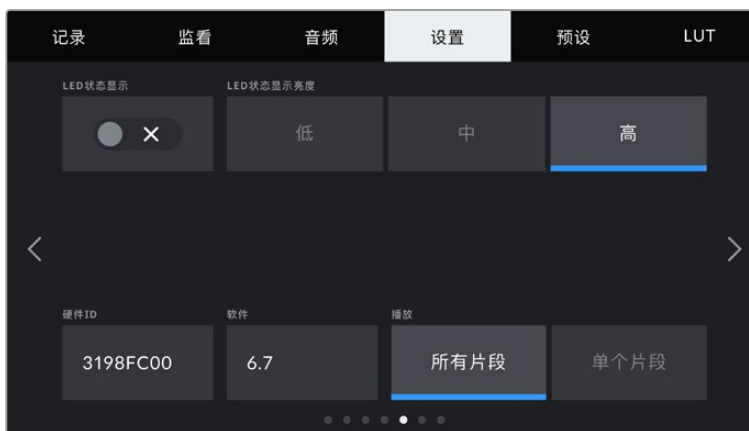 记录 监看 音频 设置 预设 LUT
LED状态显示 LED状态显示亮度
低 中 高
硬件ID 软件 播放
3198FC00 6.7 所有片段 单个片段